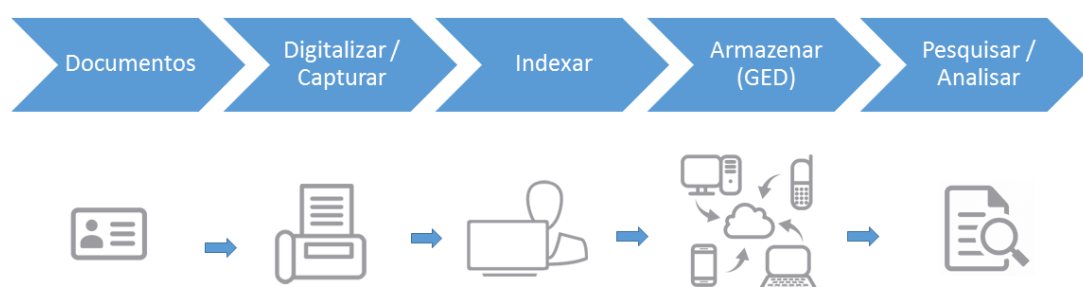 Documentos
Digitalizar /
Capturar
Indexar
Armazenar
(GED)
Pesquisar /
Analisar